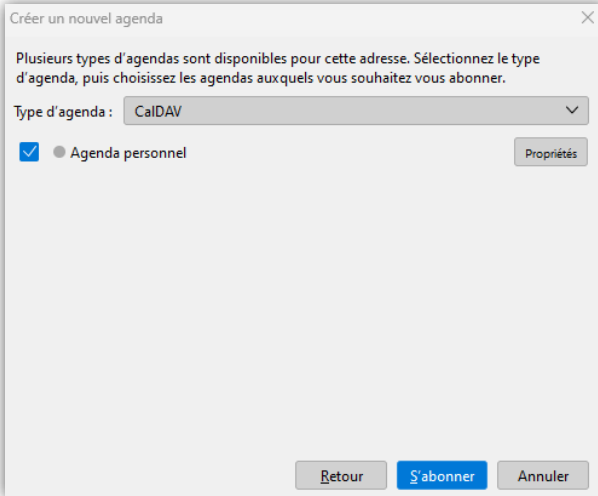 Créer un nouvel agenda
Plusieurs types d’agendas sont disponibles pour cette adresse. Sélectionnez le type
d’agenda, puis choisissez les agendas auxquels vous souhaitez vous abonner.
Type d’agenda : CalDAV
Agenda personnel Propriétés
Retour S’abonner Annuler